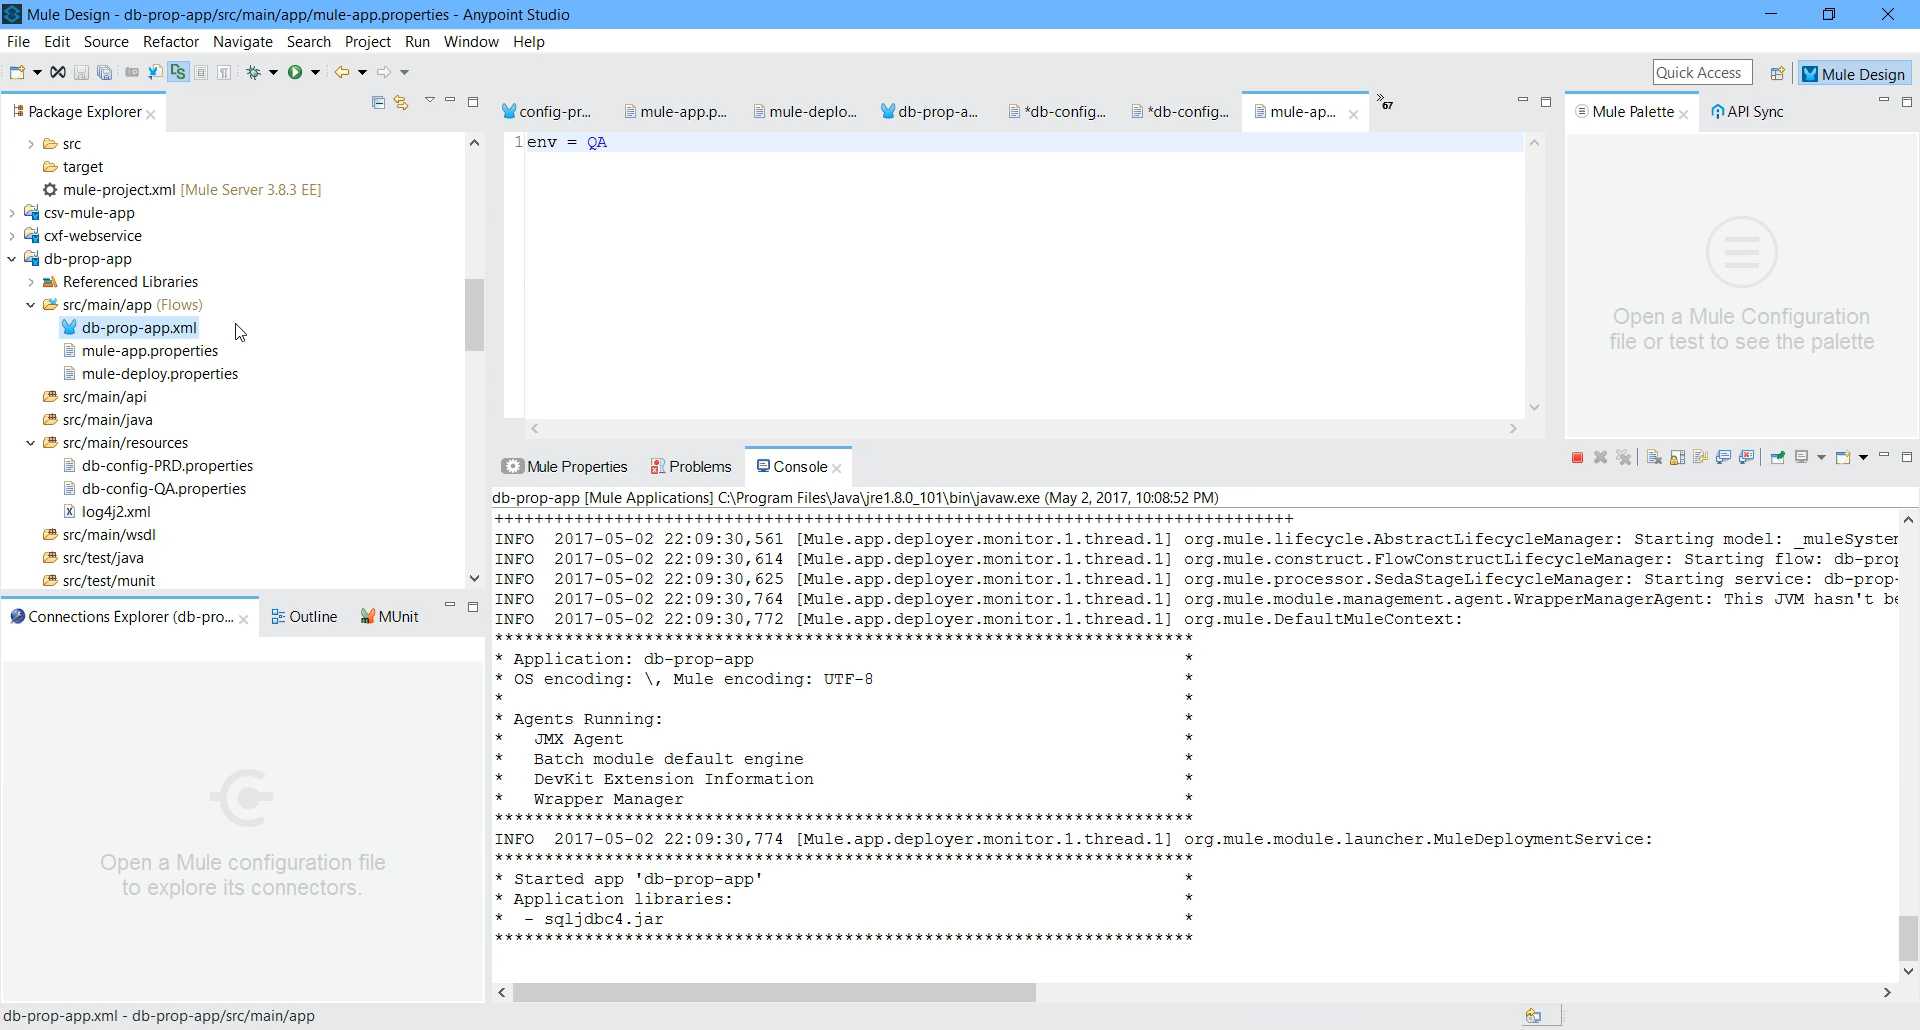 Mule Design - db-prop-app/src/main/app/mule-app.properties - Anypoint Studio
File Edit Source Refactor Navigate Search Project Run Window Help
Quick Access
Mule Design
Package Explorer
src
target
mule-project.xml [Mule Server 3.8.3 EE]
csv-mule-app
cxf-webservice
db-prop-app
Referenced Libraries
src/main/app (Flows)
db-prop-app.xml
mule-app.properties
mule-deploy.properties
src/main/api
src/main/java
src/main/resources
db-config-PRD.properties
db-config-QA.properties
log4j2.xml
src/main/wsdl
src/test/java
src/test/munit
config-pr... mule-app.p... mule-deplo... db-prop-a... *db-config... *db-config... mule-ap... »67
1 env = QA
Mule Palette API Sync
Open a Mule Configuration
file or test to see the palette
Connections Explorer (db-pro... Outline MUnit
Open a Mule configuration file
to explore its connectors.
Mule Properties Problems Console
db-prop-app [Mule Applications] C:\Program Files\Java\jre1.8.0_101\bin\javaw.exe (May 2, 2017, 10:08:52 PM)
++++++++++++++++++++++++++++++++++++++++++++++++++++++++++++++++++++++++++++++++
INFO  2017-05-02 22:09:30,561 [Mule.app.deployer.monitor.1.thread.1] org.mule.lifecycle.AbstractLifecycleManager: Starting model: _muleSystem
INFO  2017-05-02 22:09:30,614 [Mule.app.deployer.monitor.1.thread.1] org.mule.construct.FlowConstructLifecycleManager: Starting flow: db-prop
INFO  2017-05-02 22:09:30,625 [Mule.app.deployer.monitor.1.thread.1] org.mule.processor.SedaStageLifecycleManager: Starting service: db-prop-
INFO  2017-05-02 22:09:30,764 [Mule.app.deployer.monitor.1.thread.1] org.mule.module.management.agent.WrapperManagerAgent: This JVM hasn't be
INFO  2017-05-02 22:09:30,772 [Mule.app.deployer.monitor.1.thread.1] org.mule.DefaultMuleContext:
**********************************************************************
* Application: db-prop-app *
* OS encoding: \, Mule encoding: UTF-8 *
* *
* Agents Running: *
*   JMX Agent *
*   Batch module default engine *
*   DevKit Extension Information *
*   Wrapper Manager *
**********************************************************************
INFO  2017-05-02 22:09:30,774 [Mule.app.deployer.monitor.1.thread.1] org.mule.module.launcher.MuleDeploymentService:
**********************************************************************
* Started app 'db-prop-app' *
* Application libraries: *
*  - sqljdbc4.jar *
**********************************************************************
db-prop-app.xml - db-prop-app/src/main/app